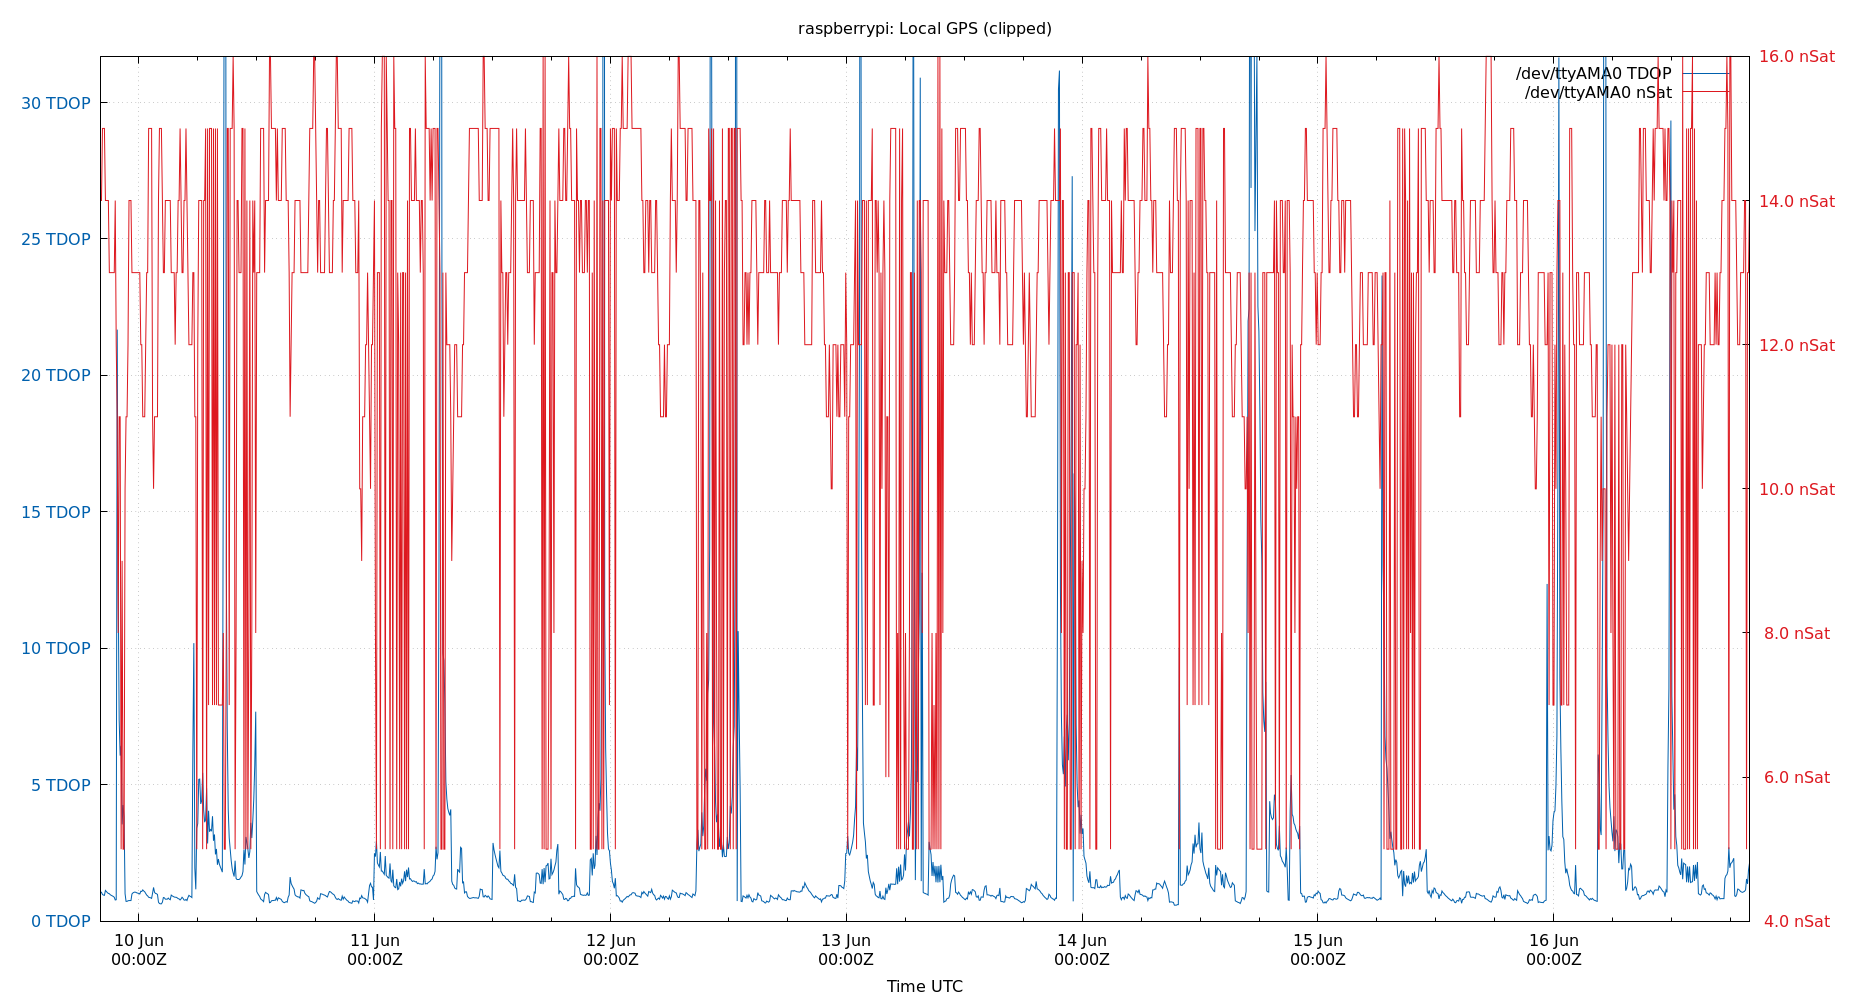 raspberrypi: Local GPS (clipped)
16.0 nSat
/dev/ttyAMA0 TDOP
/dev/ttyAMA0 nSat
30 TDOP
14.0 nSat
25 TDOP
12.0 nSat
20 TDOP
10.0 nSat
15 TDOP
8.0 nSat
10 TDOP
6.0 nSat
5 TDOP
4.0 nSat
0 TDOP
10 Jun 11 Jun 12 Jun 13 Jun 14 Jun 15 Jun 16 Jun
00:00Z 00:00Z 00:00Z 00:00Z 00:00Z 00:00Z 00:00Z
Time UTC